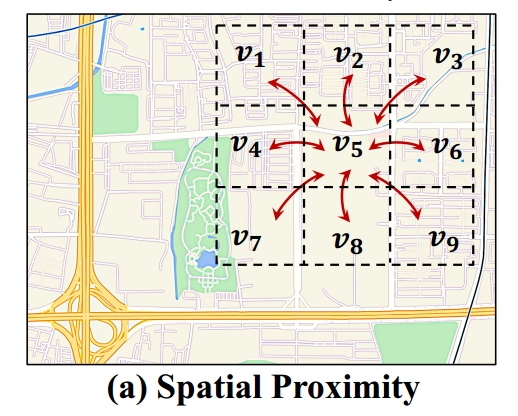 v1 v2 v3
v4 v5 v6
v7 v8 v9
(a) Spatial Proximity